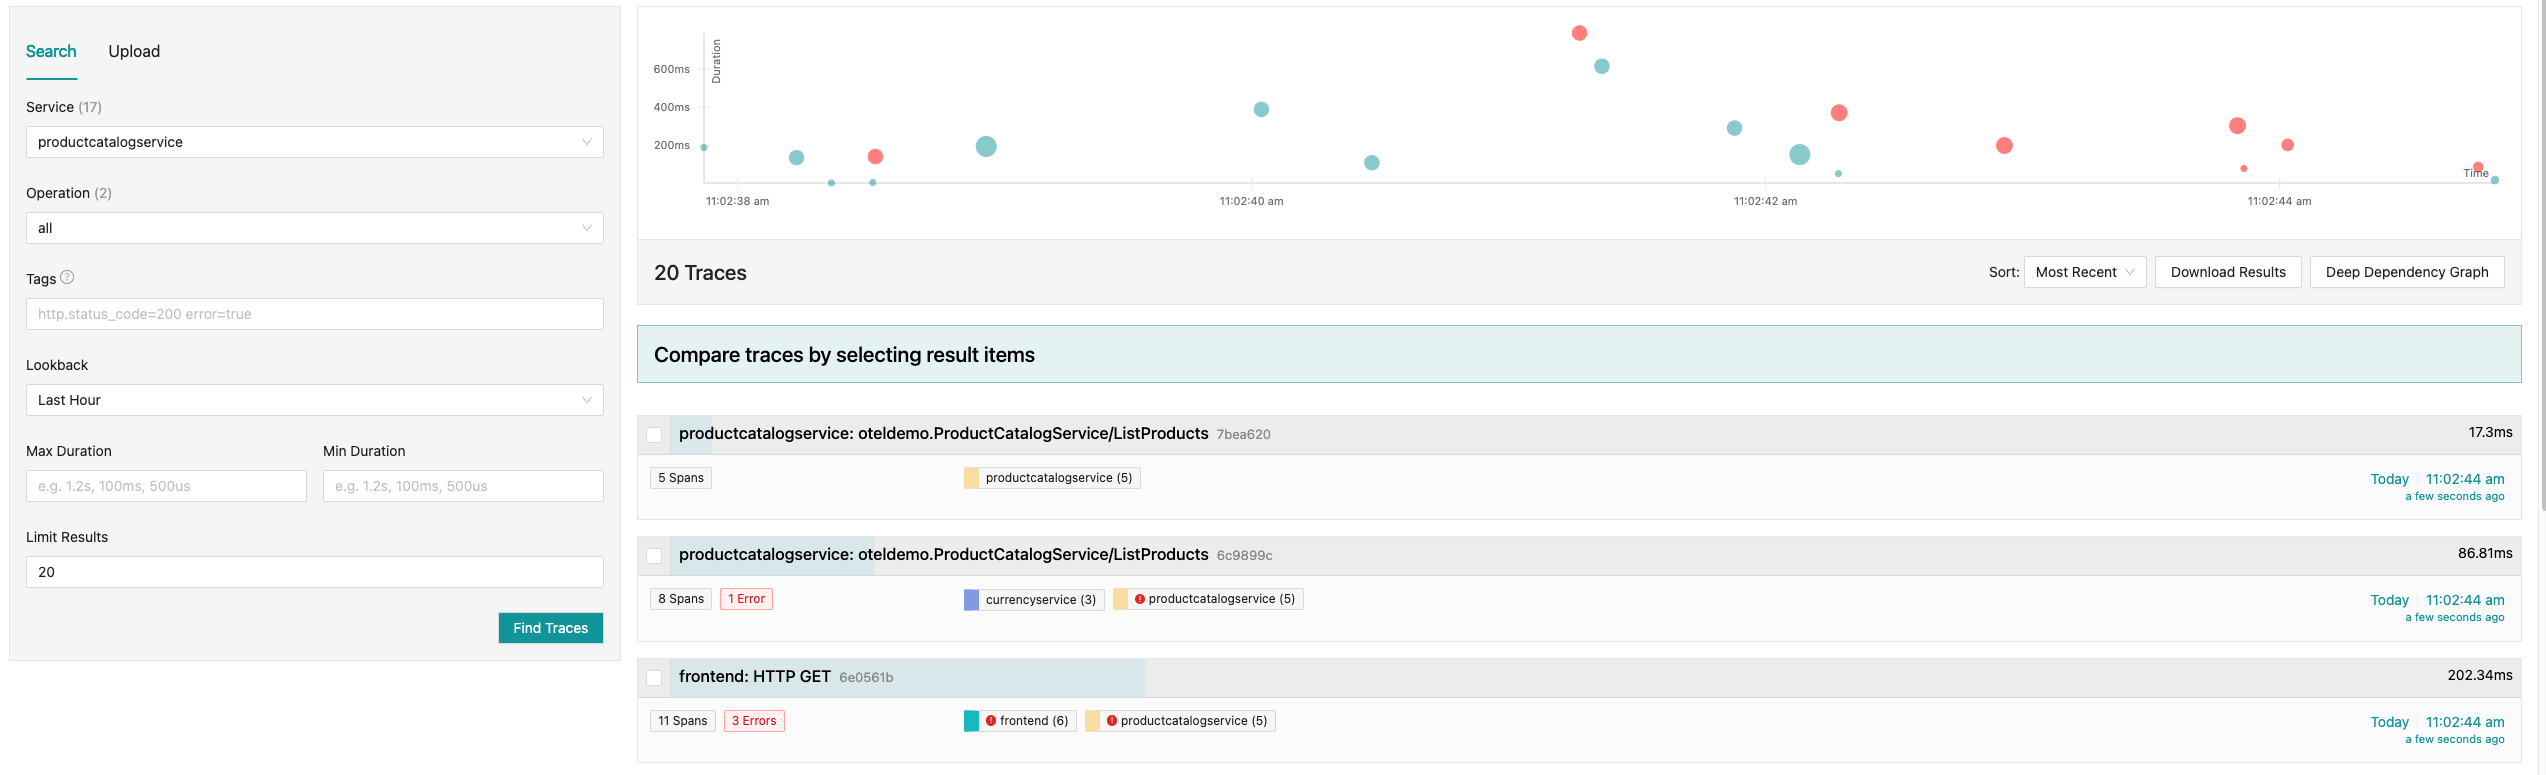 Search Upload
Service (17)
productcatalogservice
Operation (2)
all
Tags ?
http.status_code=200 error=true
Lookback
Last Hour
Max Duration Min Duration
e.g. 1.2s, 100ms, 500us e.g. 1.2s, 100ms, 500us
Limit Results
20
Find Traces
Duration
600ms
400ms
200ms
Time
11:02:38 am 11:02:40 am 11:02:42 am 11:02:44 am
20 Traces Sort: Most Recent Download Results Deep Dependency Graph
Compare traces by selecting result items
productcatalogservice: oteldemo.ProductCatalogService/ListProducts 7bea620 17.3ms
5 Spans productcatalogservice (5) Today 11:02:44 am
a few seconds ago
productcatalogservice: oteldemo.ProductCatalogService/ListProducts 6c9899c 86.81ms
8 Spans 1 Error currencyservice (3) productcatalogservice (5) Today 11:02:44 am
a few seconds ago
frontend: HTTP GET 6e0561b 202.34ms
11 Spans 3 Errors frontend (6) productcatalogservice (5) Today 11:02:44 am
a few seconds ago